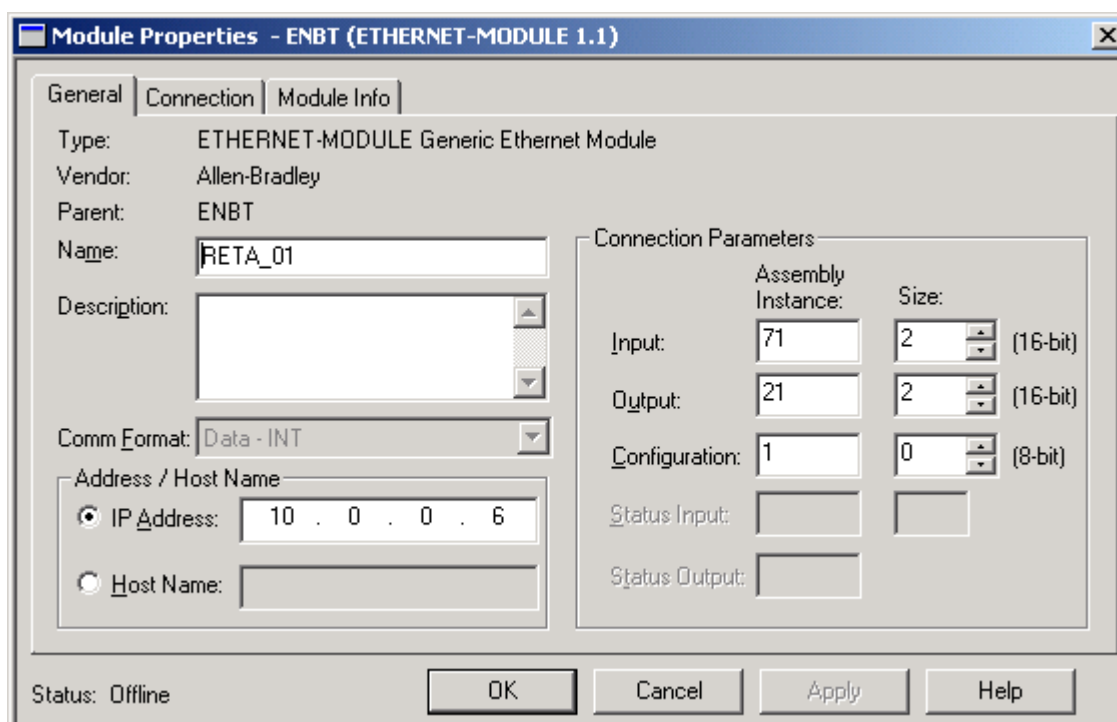 Module Properties - ENBT (ETHERNET-MODULE 1.1)
General Connection Module Info
Type: ETHERNET-MODULE Generic Ethernet Module
Vendor: Allen-Bradley
Parent: ENBT
Name: RETA_01
Description:
Comm Format: Data - INT
Address / Host Name
IP Address: 10 . 0 . 0 . 6
Host Name:
Connection Parameters
Assembly
Instance: Size:
Input: 71 2 (16-bit)
Output: 21 2 (16-bit)
Configuration: 1 0 (8-bit)
Status Input:
Status Output:
Status: Offline
OK Cancel Apply Help